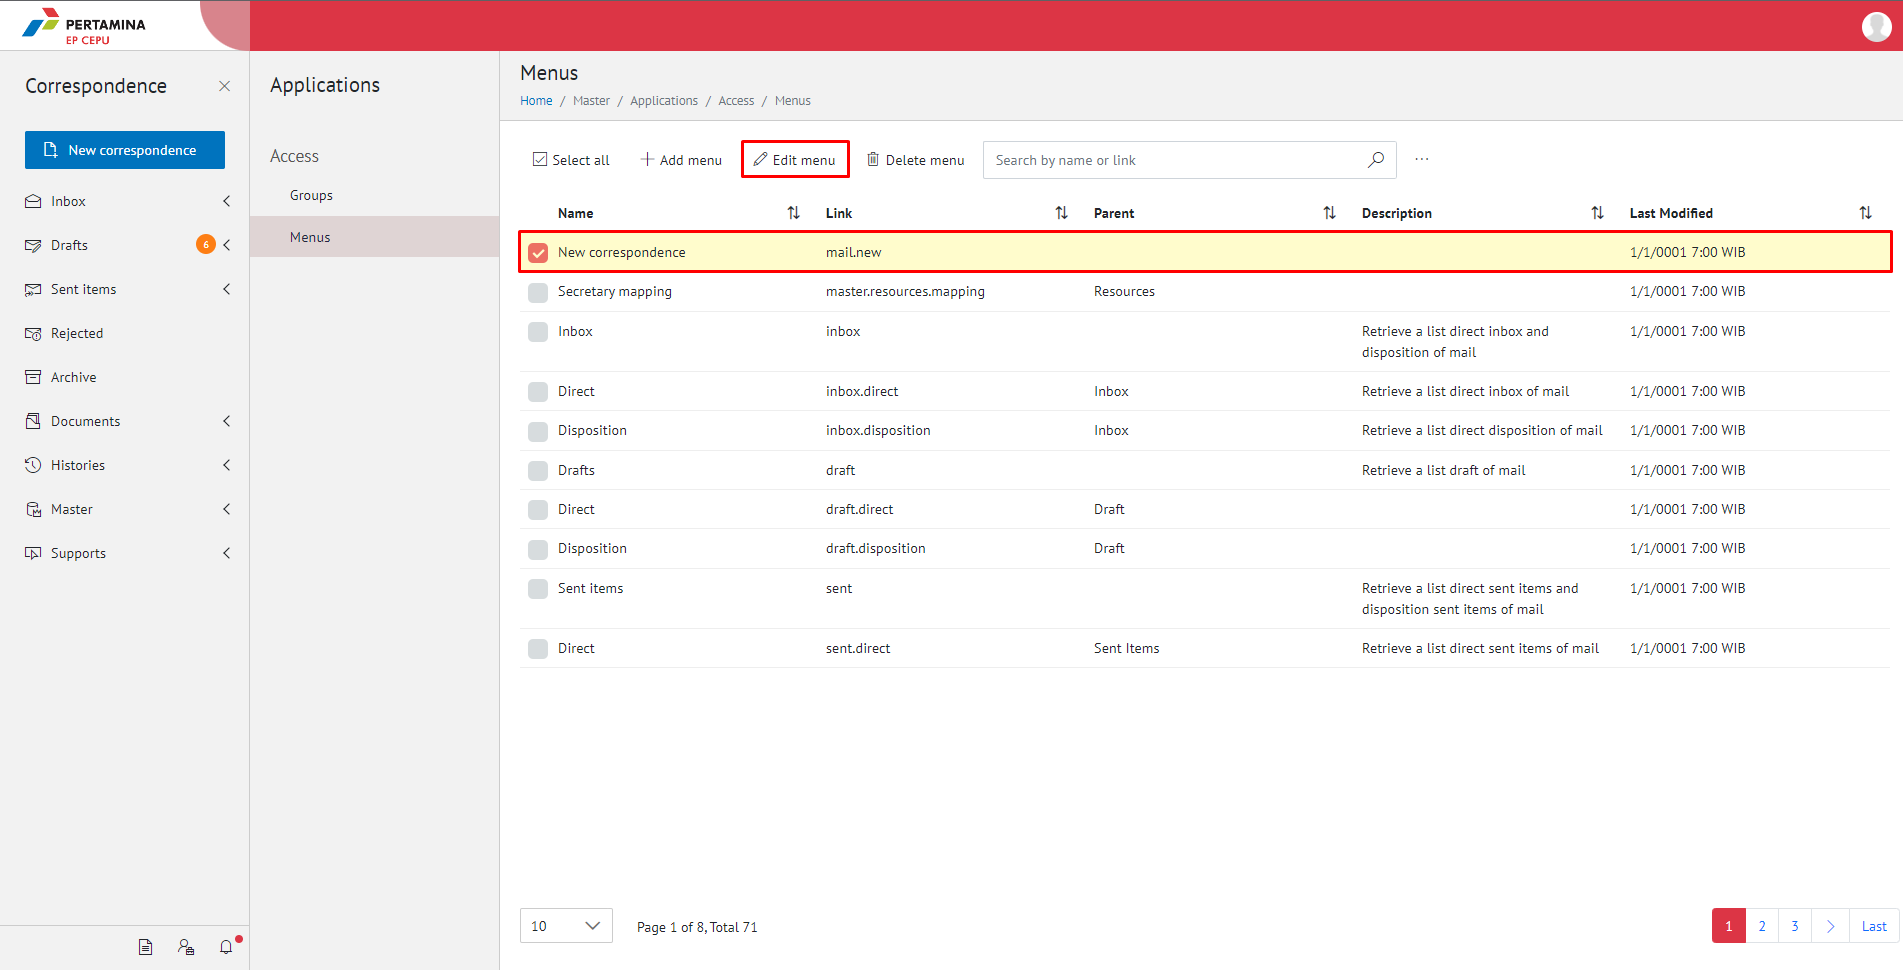 PERTAMINA
EP CEPU
Correspondence
New correspondence
Inbox
Drafts 6
Sent items
Rejected
Archive
Documents
Histories
Master
Supports
Applications
Access
Groups
Menus
Menus
Home / Master / Applications / Access / Menus
Select all Add menu Edit menu Delete menu Search by name or link ...
Name Link Parent Description Last Modified
New correspondence mail.new 1/1/0001 7:00 WIB
Secretary mapping master.resources.mapping Resources 1/1/0001 7:00 WIB
Inbox inbox Retrieve a list direct inbox and 1/1/0001 7:00 WIB
disposition of mail
Direct inbox.direct Inbox Retrieve a list direct inbox of mail 1/1/0001 7:00 WIB
Disposition inbox.disposition Inbox Retrieve a list direct disposition of mail 1/1/0001 7:00 WIB
Drafts draft Retrieve a list draft of mail 1/1/0001 7:00 WIB
Direct draft.direct Draft 1/1/0001 7:00 WIB
Disposition draft.disposition Draft 1/1/0001 7:00 WIB
Sent items sent Retrieve a list direct sent items and 1/1/0001 7:00 WIB
disposition sent items of mail
Direct sent.direct Sent Items Retrieve a list direct sent items of mail 1/1/0001 7:00 WIB
10 Page 1 of 8, Total 71 1 2 3 Last